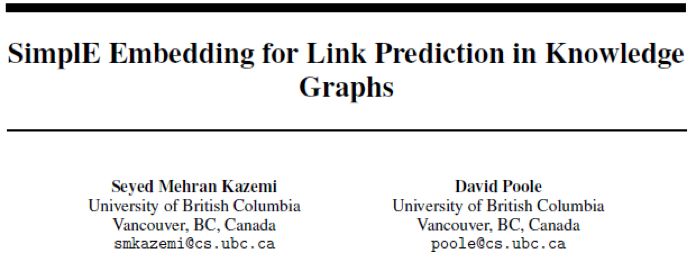 SimplE Embedding for Link Prediction in Knowledge
Graphs
Seyed Mehran Kazemi
University of British Columbia
Vancouver, BC, Canada
smkazemi@cs.ubc.ca
David Poole
University of British Columbia
Vancouver, BC, Canada
poole@cs.ubc.ca